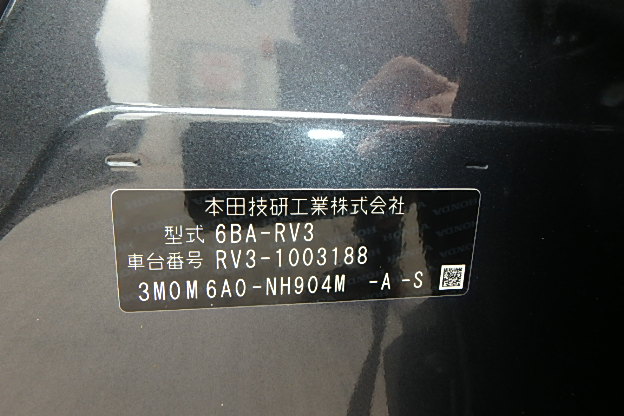 本田技研工業株式会社
型式 6BA-RV3
車台番号 RV3-1003188
3M0M6A0-NH904M -A-S